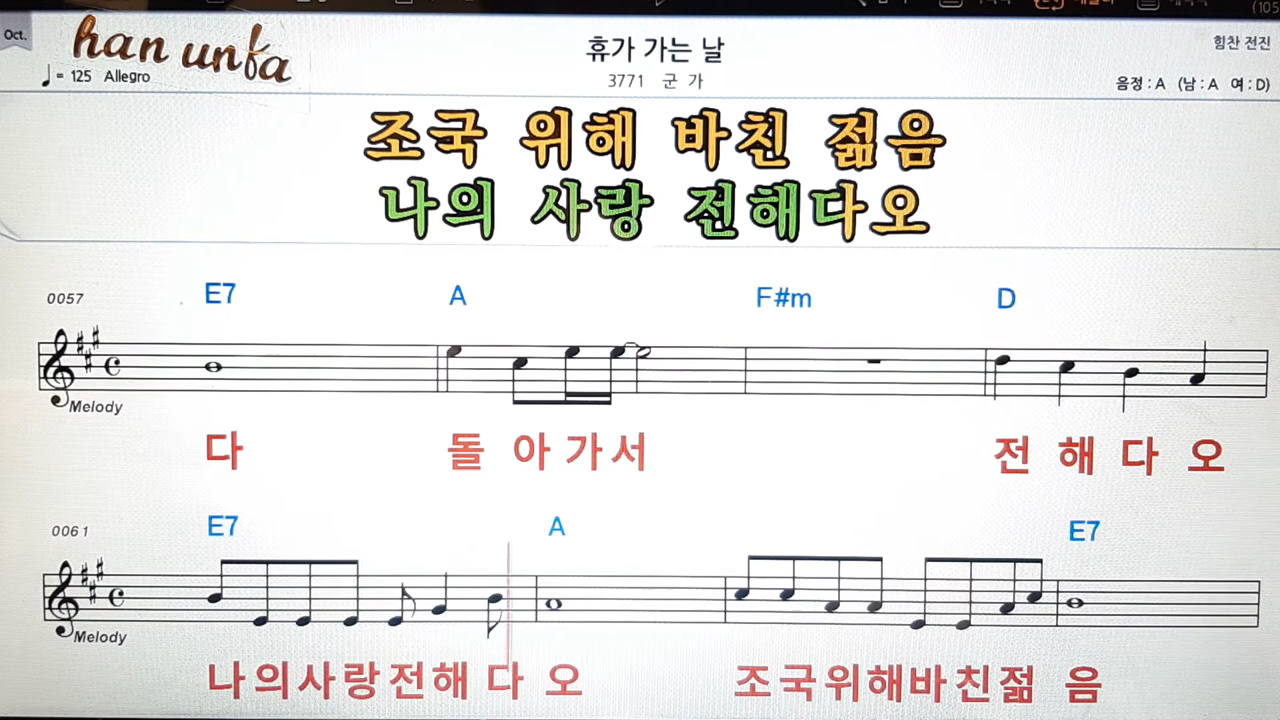 (105
Oct.
han unfa
휴가 가는 날
힘찬 전진
♩= 125 Allegro
3771 군 가
음정 : A (남 : A 여 : D)
조국 위해 바친 젊음
나의 사랑 전해다오
0057
E7 A F#m D
Melody
다 돌 아 가 서 전 해 다 오
0061
E7 A E7
Melody
나의사랑전해 다 오 조국위해바친젊 음